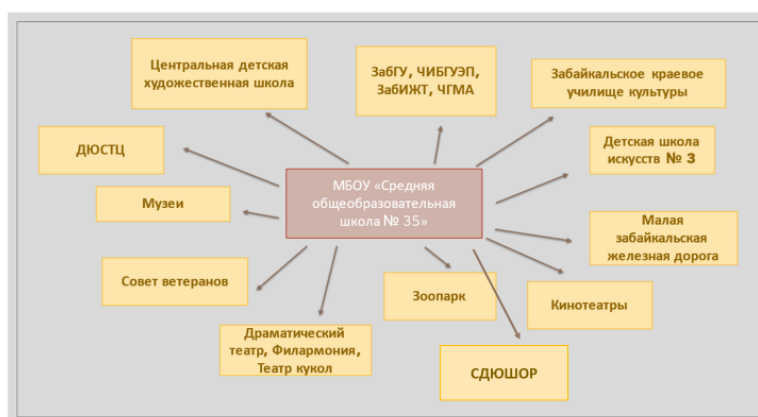 Центральная детская
художественная школа
ЗабГУ, ЧИБГУЭП,
ЗабИЖТ, ЧГМА
Забайкальское краевое
училище культуры
ДЮСТЦ
Детская школа
искусств № 3
МБОУ «Средняя
общеобразовательная
школа № 35»
Музеи
Малая
забайкальская
железная дорога
Совет ветеранов
Зоопарк
Кинотеатры
Драматический
театр, Филармония,
Театр кукол
СДЮШОР